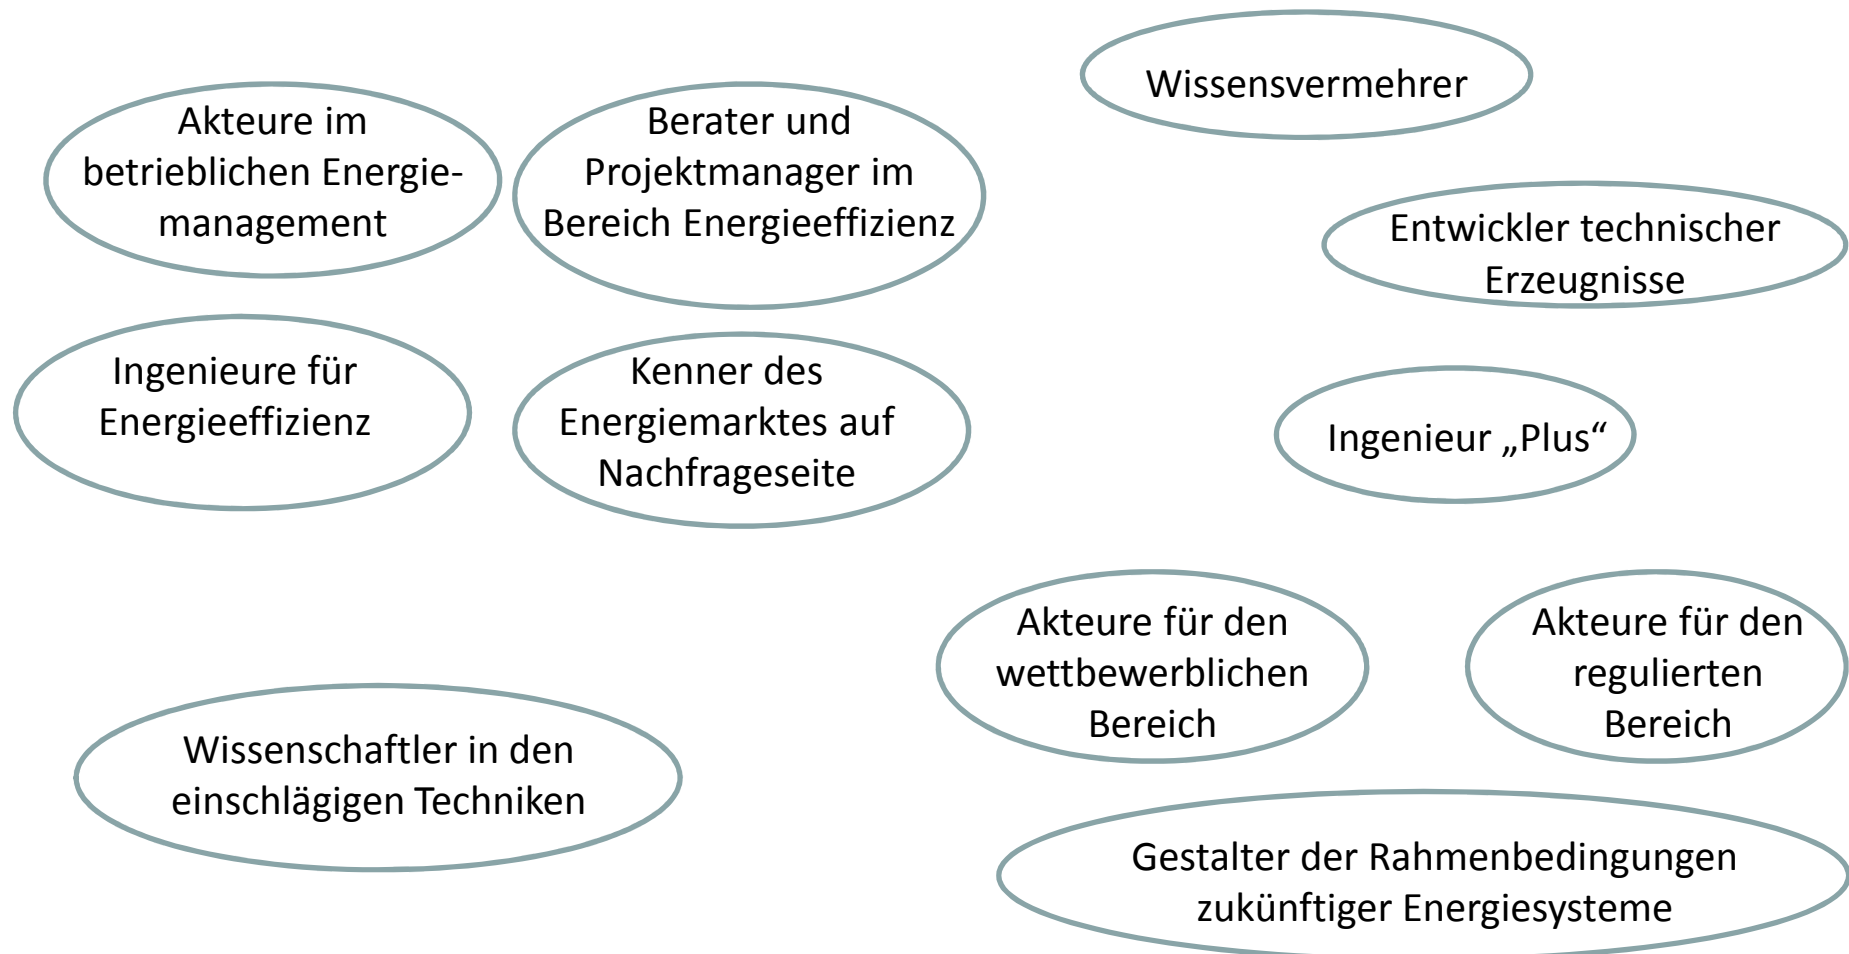 Akteure im
betrieblichen Energie-
management
Berater und
Projektmanager im
Bereich Energieeffizienz
Wissensvermehrer
Entwickler technischer
Erzeugnisse
Ingenieure für
Energieeffizienz
Kenner des
Energiemarktes auf
Nachfrageseite
Ingenieur „Plus“
Akteure für den
wettbewerblichen
Bereich
Akteure für den
regulierten
Bereich
Wissenschaftler in den
einschlägigen Techniken
Gestalter der Rahmenbedingungen
zukünftiger Energiesysteme